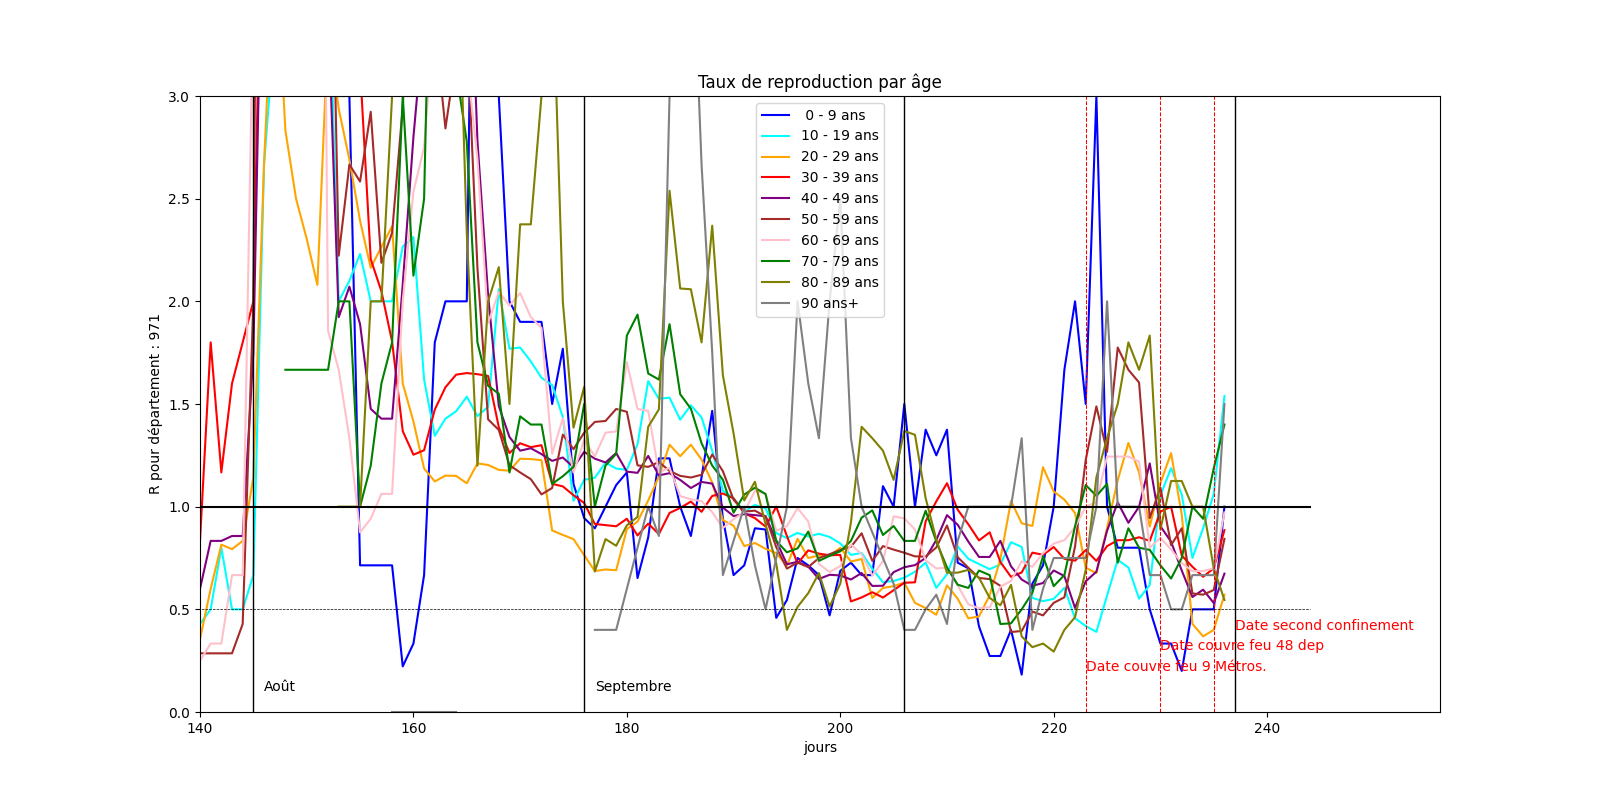 Taux de reproduction par âge
3.0
2.5
2.0
1.5
1.0
0.5
0.0
R pour département : 971
0 - 9 ans
10 - 19 ans
20 - 29 ans
30 - 39 ans
40 - 49 ans
50 - 59 ans
60 - 69 ans
70 - 79 ans
80 - 89 ans
90 ans+
Date second confinement
Date couvre feu 48 dep
Date couvre feu 9 Métros.
Août
Septembre
140
160
180
200
220
240
jours